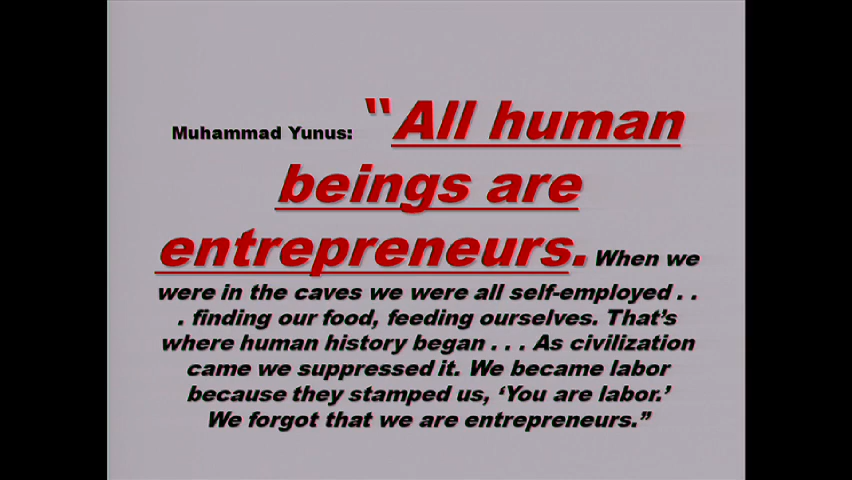 Muhammad Yunus: “All human
beings are
entrepreneurs. When we
were in the caves we were all self-employed . .
. finding our food, feeding ourselves. That’s
where human history began . . . As civilization
came we suppressed it. We became labor
because they stamped us, ‘You are labor.’
We forgot that we are entrepreneurs.”